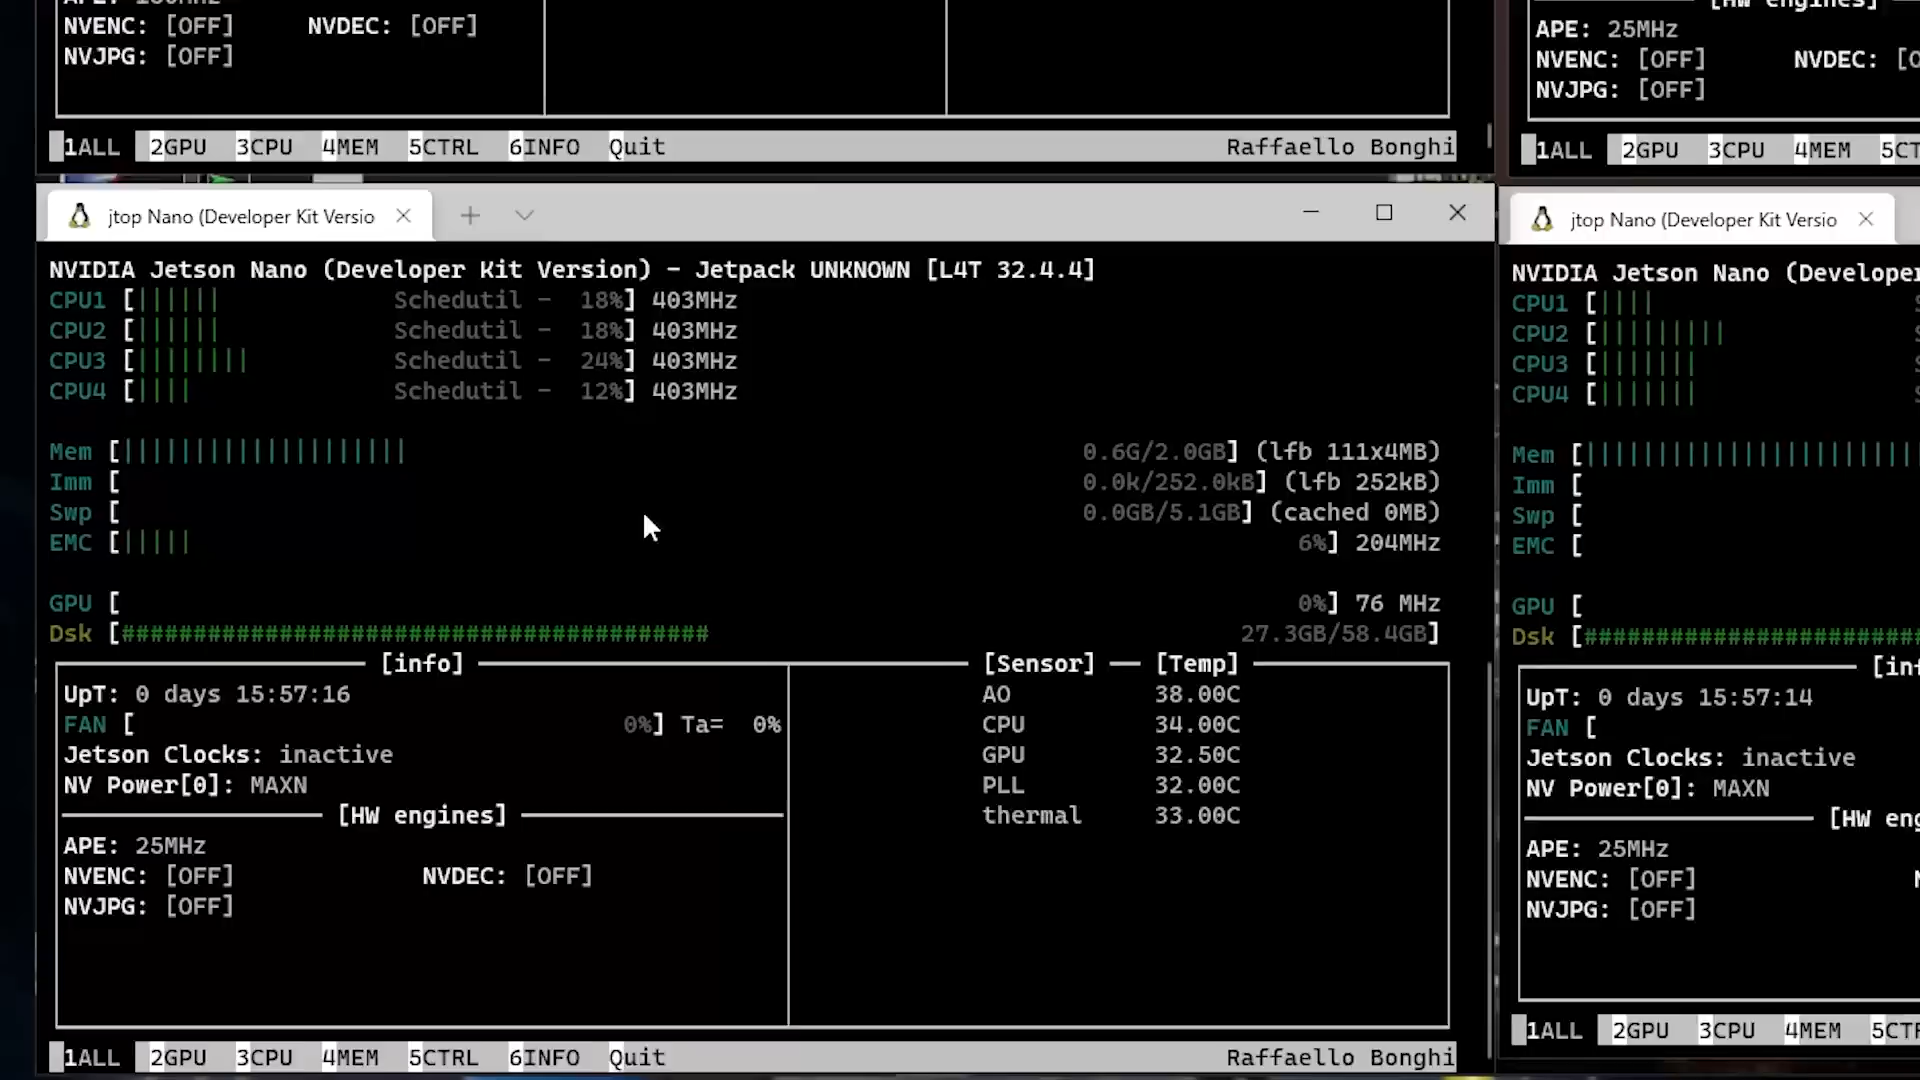 NVENC: [OFF] NVDEC: [OFF]
NVJPG: [OFF]
1ALL 2GPU 3CPU 4MEM 5CTRL 6INFO Quit Raffaello Bonghi
[HW engines]
APE: 25MHz
NVENC: [OFF] NVDEC:
NVJPG: [OFF]
1ALL 2GPU 3CPU 4MEM 5CT
jtop Nano (Developer Kit Versio
NVIDIA Jetson Nano (Developer Kit Version) - Jetpack UNKNOWN [L4T 32.4.4]
CPU1 [|||||| Schedutil - 18%] 403MHz
CPU2 [|||||| Schedutil - 18%] 403MHz
CPU3 [|||||||| Schedutil - 24%] 403MHz
CPU4 [|||| Schedutil - 12%] 403MHz
Mem [|||||||||||||||||||| 0.6G/2.0GB] (lfb 111x4MB)
Imm [ 0.0k/252.0kB] (lfb 252kB)
Swp [ 0.0GB/5.1GB] (cached 0MB)
EMC [||||| 6%] 204MHz
GPU [ 0%] 76 MHz
Dsk [######################################### 27.3GB/58.4GB]
[info]
UpT: 0 days 15:57:16
FAN [ 0%] Ta= 0%
Jetson Clocks: inactive
NV Power[0]: MAXN
[HW engines]
APE: 25MHz
NVENC: [OFF] NVDEC: [OFF]
NVJPG: [OFF]
[Sensor] [Temp]
AO 38.00C
CPU 34.00C
GPU 32.50C
PLL 32.00C
thermal 33.00C
1ALL 2GPU 3CPU 4MEM 5CTRL 6INFO Quit Raffaello Bonghi
jtop Nano (Developer Kit Versio
NVIDIA Jetson Nano (Developer
CPU1 [||||
CPU2 [|||||||||
CPU3 [|||||||
CPU4 [|||||||
Mem [||||||||||||||||||||||||
Imm [
Swp [
EMC [
GPU [
Dsk [########################
[inf
UpT: 0 days 15:57:14
FAN [
Jetson Clocks: inactive
NV Power[0]: MAXN
[HW eng
APE: 25MHz
NVENC: [OFF]
NVJPG: [OFF]
1ALL 2GPU 3CPU 4MEM 5CTR